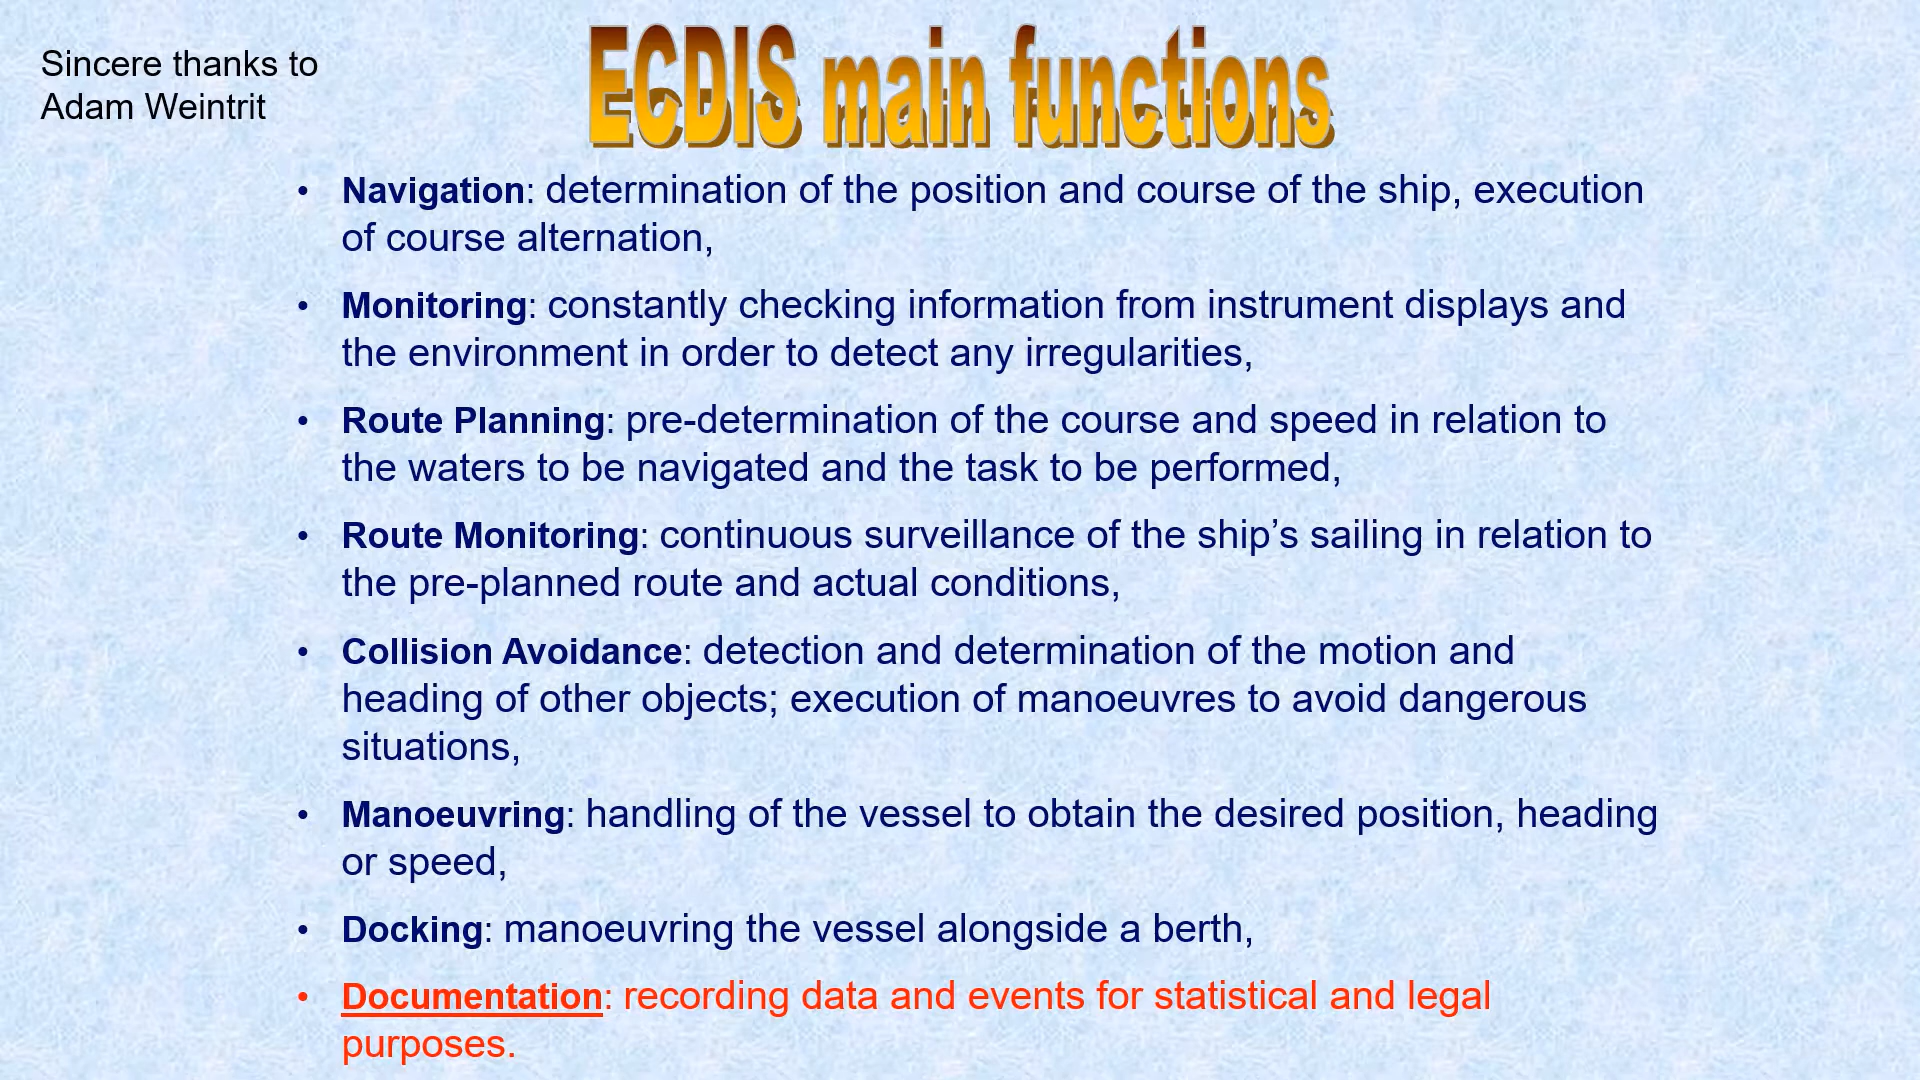 Sincere thanks to
Adam Weintrit
ECDIS main functions
• Navigation: determination of the position and course of the ship, execution
of course alternation,
• Monitoring: constantly checking information from instrument displays and
the environment in order to detect any irregularities,
• Route Planning: pre-determination of the course and speed in relation to
the waters to be navigated and the task to be performed,
• Route Monitoring: continuous surveillance of the ship’s sailing in relation to
the pre-planned route and actual conditions,
• Collision Avoidance: detection and determination of the motion and
heading of other objects; execution of manoeuvres to avoid dangerous
situations,
• Manoeuvring: handling of the vessel to obtain the desired position, heading
or speed,
• Docking: manoeuvring the vessel alongside a berth,
• Documentation: recording data and events for statistical and legal
purposes.